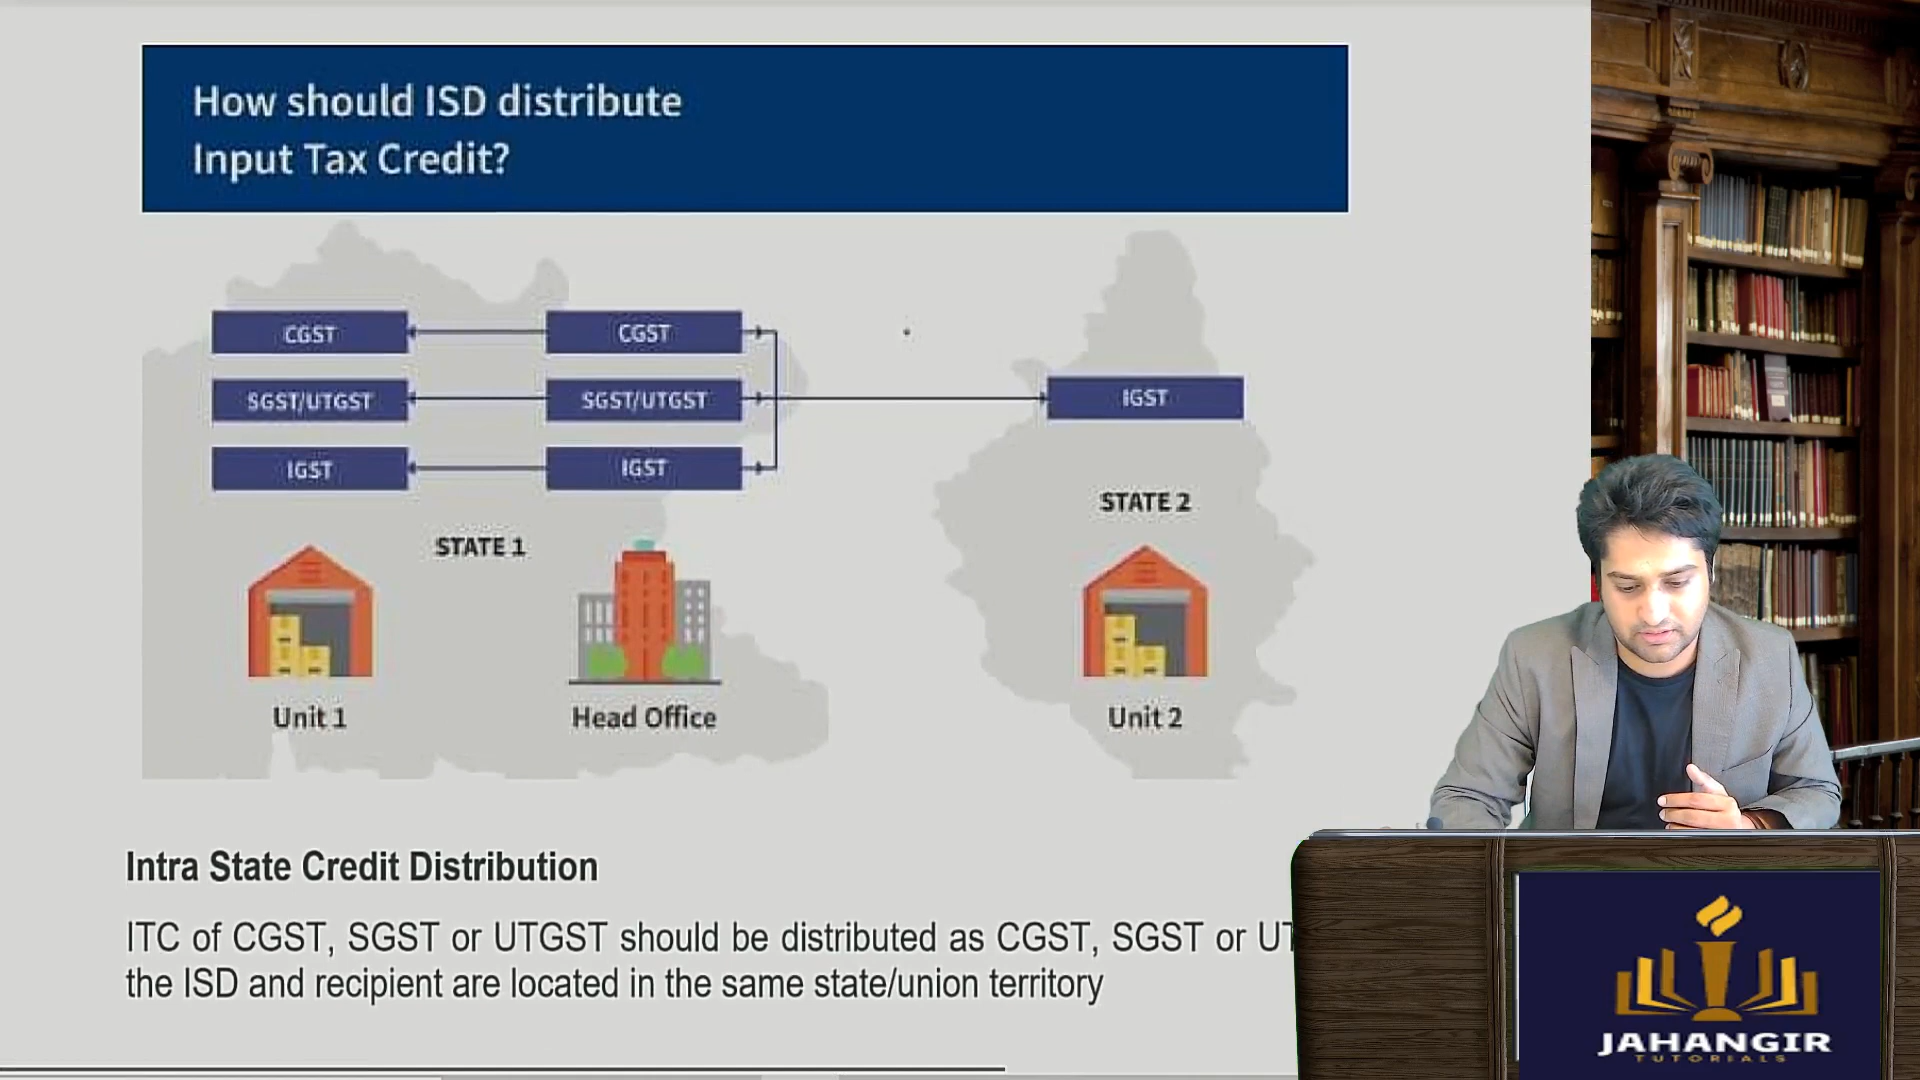 How should ISD distribute
Input Tax Credit?
CGST CGST
SGST/UTGST SGST/UTGST IGST
IGST IGST
STATE 1 STATE 2
Unit 1 Head Office Unit 2
Intra State Credit Distribution
ITC of CGST, SGST or UTGST should be distributed as CGST, SGST or UT
the ISD and recipient are located in the same state/union territory
JAHANGIR
TUTORIALS